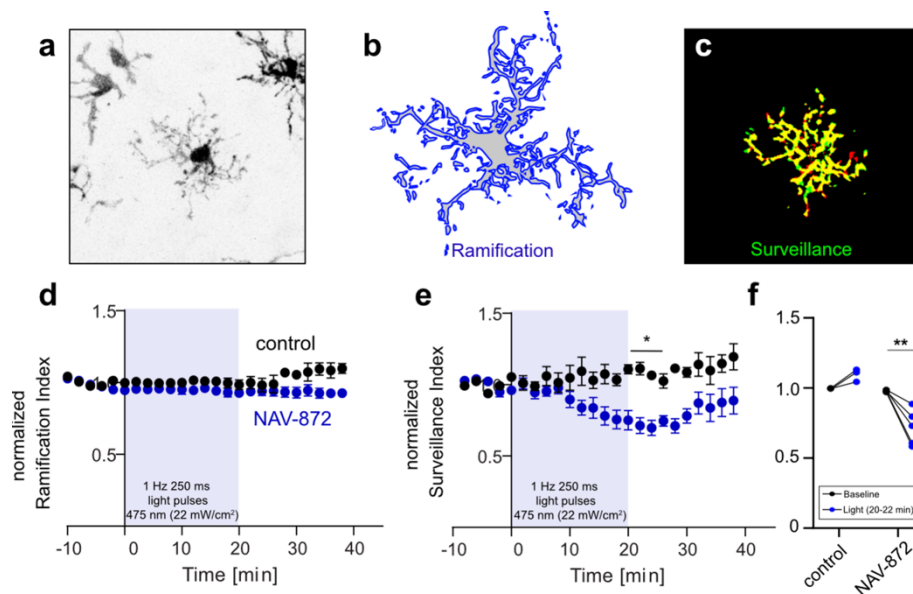 a
b
c
Ramification
Surveillance
d
e
f
normalized
Ramification Index
1.5
0.5
control
NAV-872
1 Hz 250 ms
light pulses
475 nm (22 mW/cm²)
-10 0 10 20 30 40
Time [min]
normalized
Surveillance Index
1.5
0.5
*
1 Hz 250 ms
light pulses
475 nm (22 mW/cm²)
-10 0 10 20 30 40
Time [min]
1.5
1.0
0.5
0
**
Baseline
Light (20-22 min)
control
NAV-872